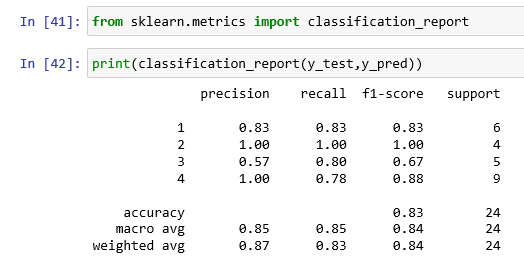 In [41]: from sklearn.metrics import classification_report
In [42]: print(classification_report(y_test,y_pred))
precision recall f1-score support
1 0.83 0.83 0.83 6
2 1.00 1.00 1.00 4
3 0.57 0.80 0.67 5
4 1.00 0.78 0.88 9
accuracy 0.83 24
macro avg 0.85 0.85 0.84 24
weighted avg 0.87 0.83 0.84 24